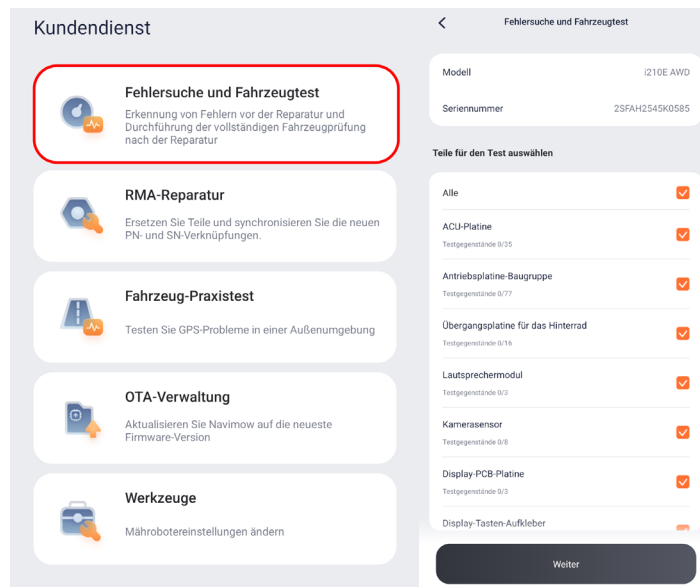 Kundendienst
Fehlersuche und Fahrzeugtest
Erkennung von Fehlern vor der Reparatur und
Durchführung der vollständigen Fahrzeugprüfung
nach der Reparatur
RMA-Reparatur
Ersetzen Sie Teile und synchronisieren Sie die neuen
PN- und SN-Verknüpfungen.
Fahrzeug-Praxistest
Testen Sie GPS-Probleme in einer Außenumgebung
OTA-Verwaltung
Aktualisieren Sie Navimow auf die neueste
Firmware-Version
Werkzeuge
Mährobotereinstellungen ändern
Fehlersuche und Fahrzeugtest
Modell i210E AWD
Seriennummer 2SFAH2545K0585
Teile für den Test auswählen
Alle
ACU-Platine
Testgegenstände 0/35
Antriebsplatine-Baugruppe
Testgegenstände 0/77
Übergangsplatine für das Hinterrad
Testgegenstände 0/16
Lautsprechermodul
Testgegenstände 0/3
Kamerasensor
Testgegenstände 0/8
Display-PCB-Platine
Testgegenstände 0/3
Display-Tasten-Aufkleber
Weiter